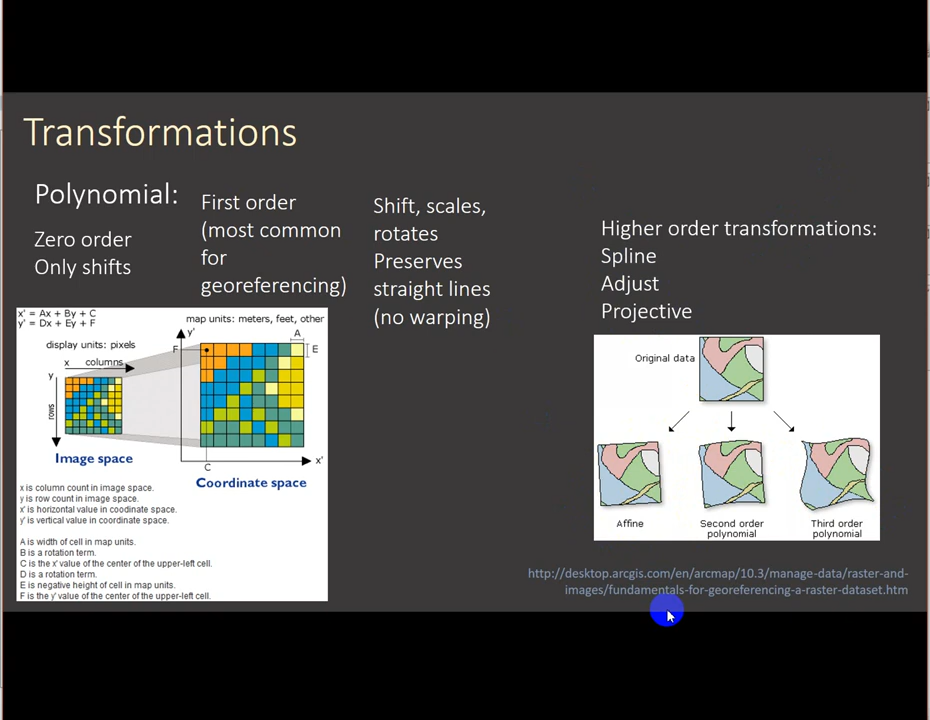 Transformations
Polynomial:
Zero order
Only shifts
First order
(most common
for
georeferencing)
Shift, scales,
rotates
Preserves
straight lines
(no warping)
Higher order transformations:
Spline
Adjust
Projective
x' = Ax + By + C
y' = Dx + Ey + F
map units: meters, feet, other
display units: pixels
x columns
y
rows
Image space
y'
A
F
E
C
x'
Coordinate space
x is column count in image space.
y is row count in image space.
x' is horizontal value in coodinate space.
y' is vertical value in coordinate space.
A is width of cell in map units.
B is a rotation term.
C is the x' value of the center of the upper-left cell.
D is a rotation term.
E is negative height of cell in map units.
F is the y' value of the center of the upper-left cell.
Original data
Affine
Second order
polynomial
Third order
polynomial
http://desktop.arcgis.com/en/arcmap/10.3/manage-data/raster-and-
images/fundamentals-for-georeferencing-a-raster-dataset.htm